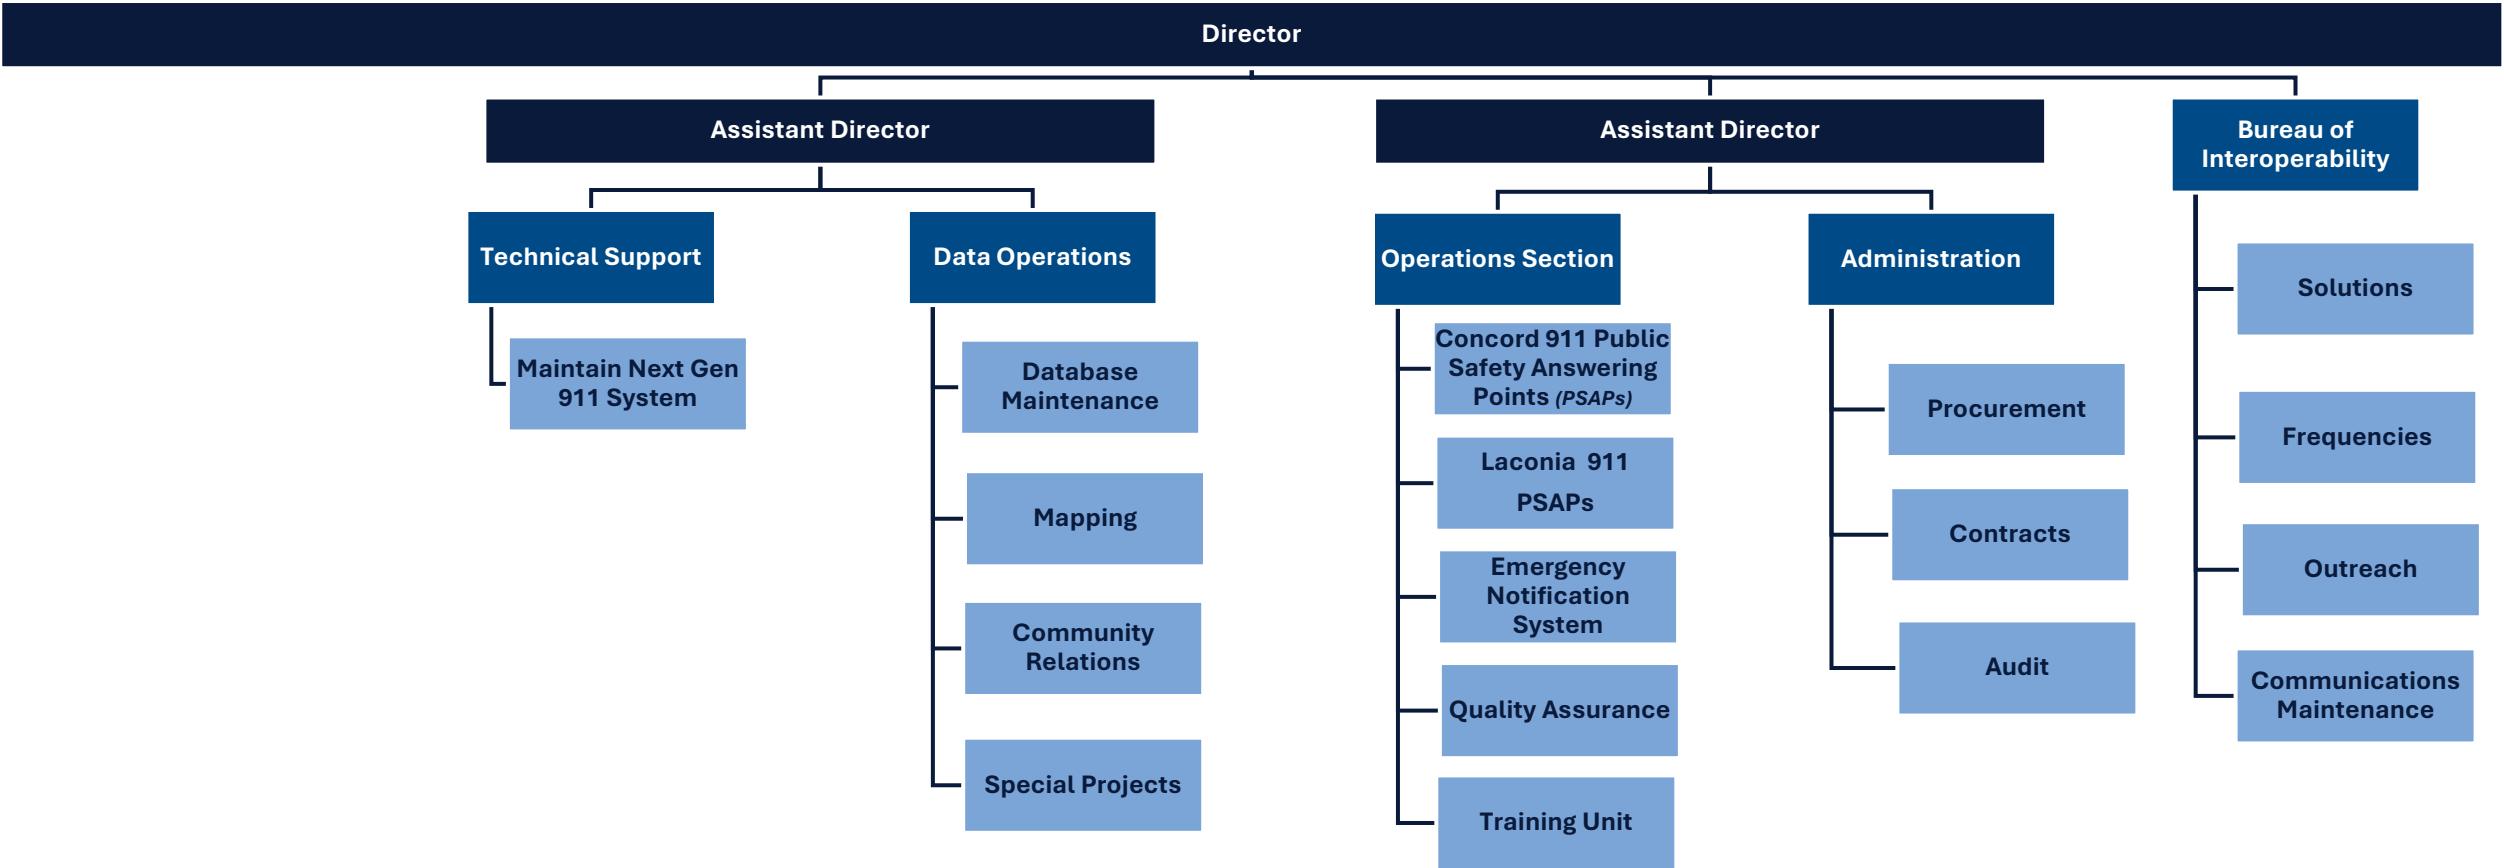 Director
Assistant Director
Assistant Director
Bureau of
Interoperability
Technical Support
Data Operations
Operations Section
Administration
Maintain Next Gen
911 System
Database
Maintenance
Mapping
Community
Relations
Special Projects
Concord 911 Public
Safety Answering
Points (PSAPs)
Laconia 911
PSAPs
Emergency
Notification
System
Quality Assurance
Training Unit
Procurement
Contracts
Audit
Solutions
Frequencies
Outreach
Communications
Maintenance